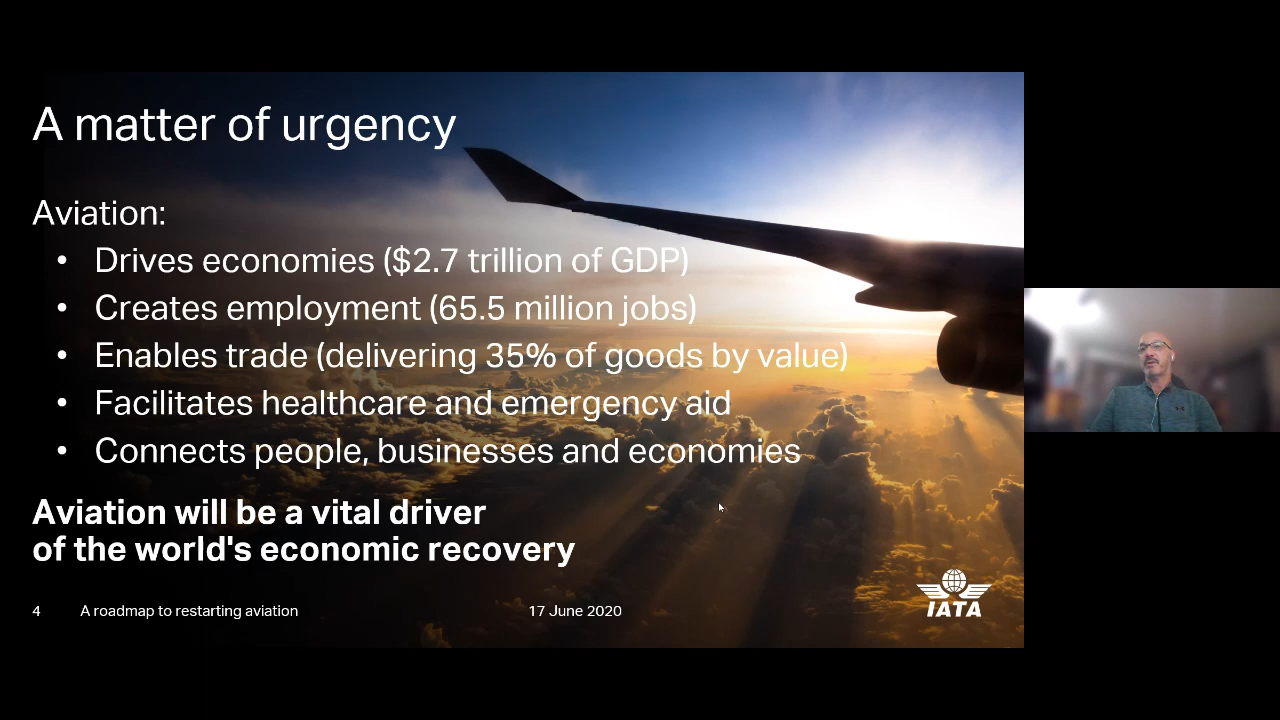 A matter of urgency
Aviation:
• Drives economies ($2.7 trillion of GDP)
• Creates employment (65.5 million jobs)
• Enables trade (delivering 35% of goods by value)
• Facilitates healthcare and emergency aid
• Connects people, businesses and economies
Aviation will be a vital driver
of the world's economic recovery
4 A roadmap to restarting aviation 17 June 2020
IATA